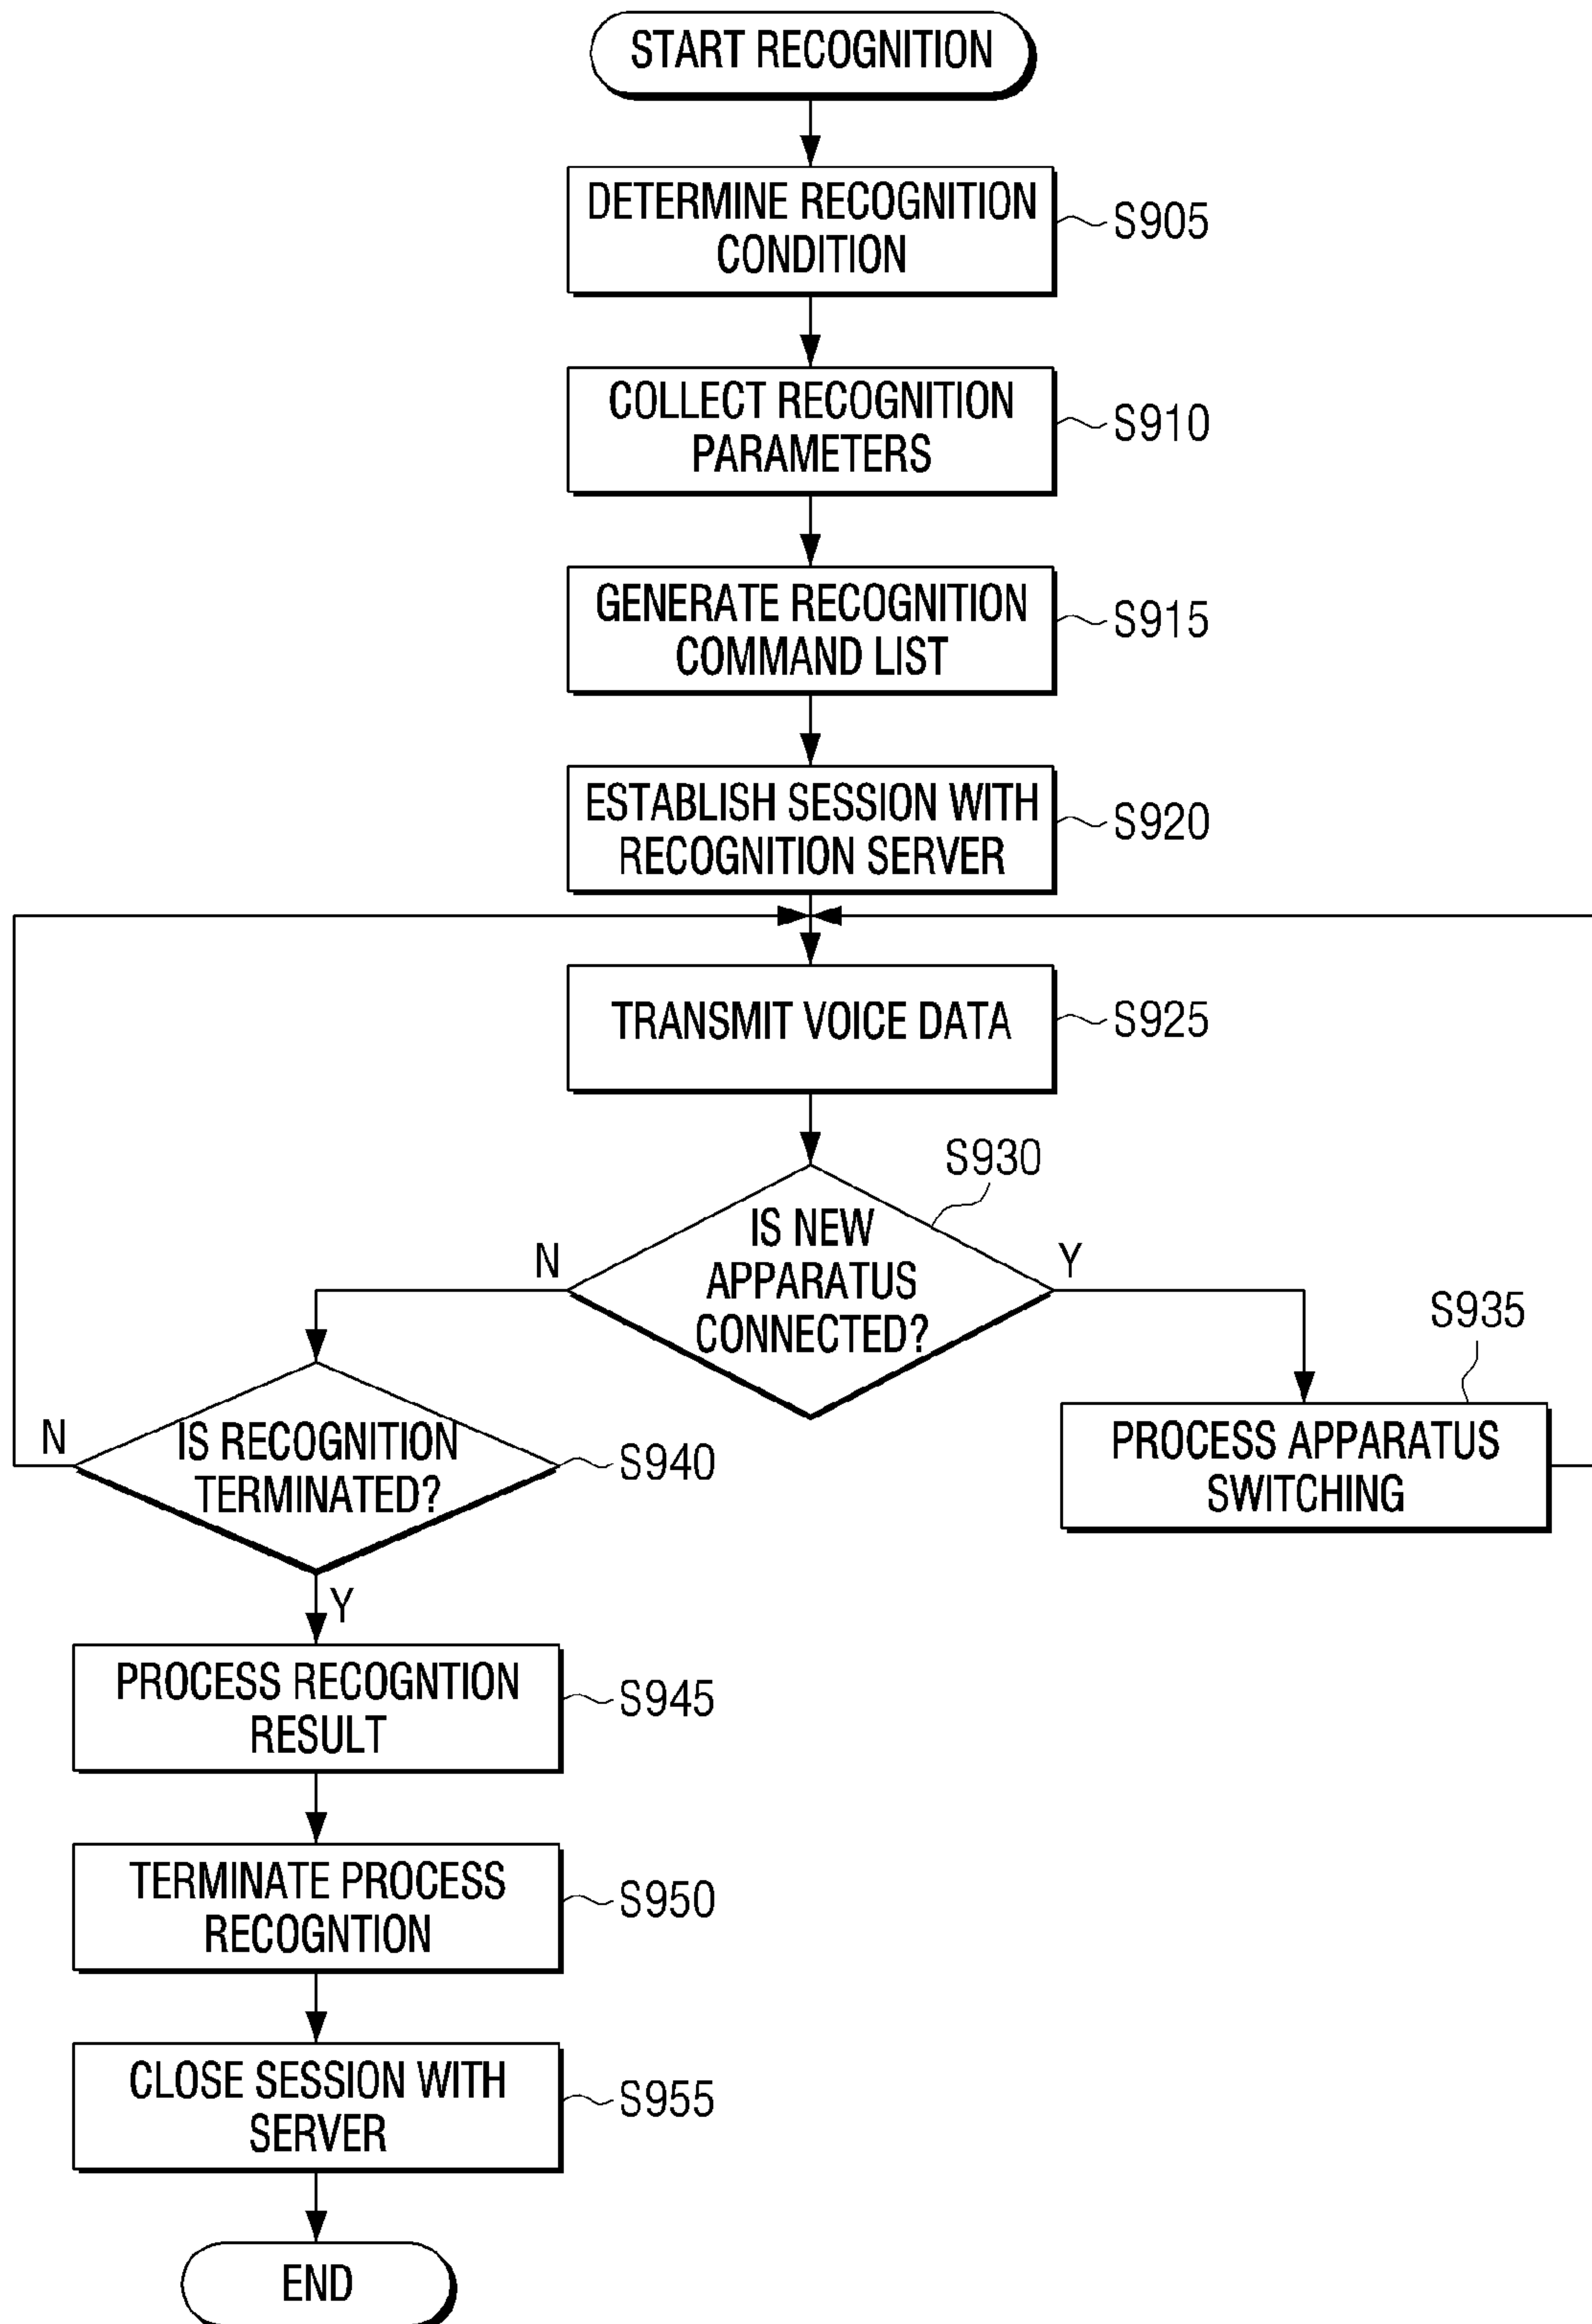 START RECOGNITION
DETERMINE RECOGNITION
CONDITION
S905
COLLECT RECOGNITION
PARAMETERS
S910
GENERATE RECOGNITION
COMMAND LIST
S915
ESTABLISH SESSION WITH
RECOGNITION SERVER
S920
TRANSMIT VOICE DATA
S925
S930
IS NEW
APPARATUS
CONNECTED?
N
Y
S935
PROCESS APPARATUS
SWITCHING
N
IS RECOGNITION
TERMINATED?
S940
Y
PROCESS RECOGNTION
RESULT
S945
TERMINATE PROCESS
RECOGNTION
S950
CLOSE SESSION WITH
SERVER
S955
END